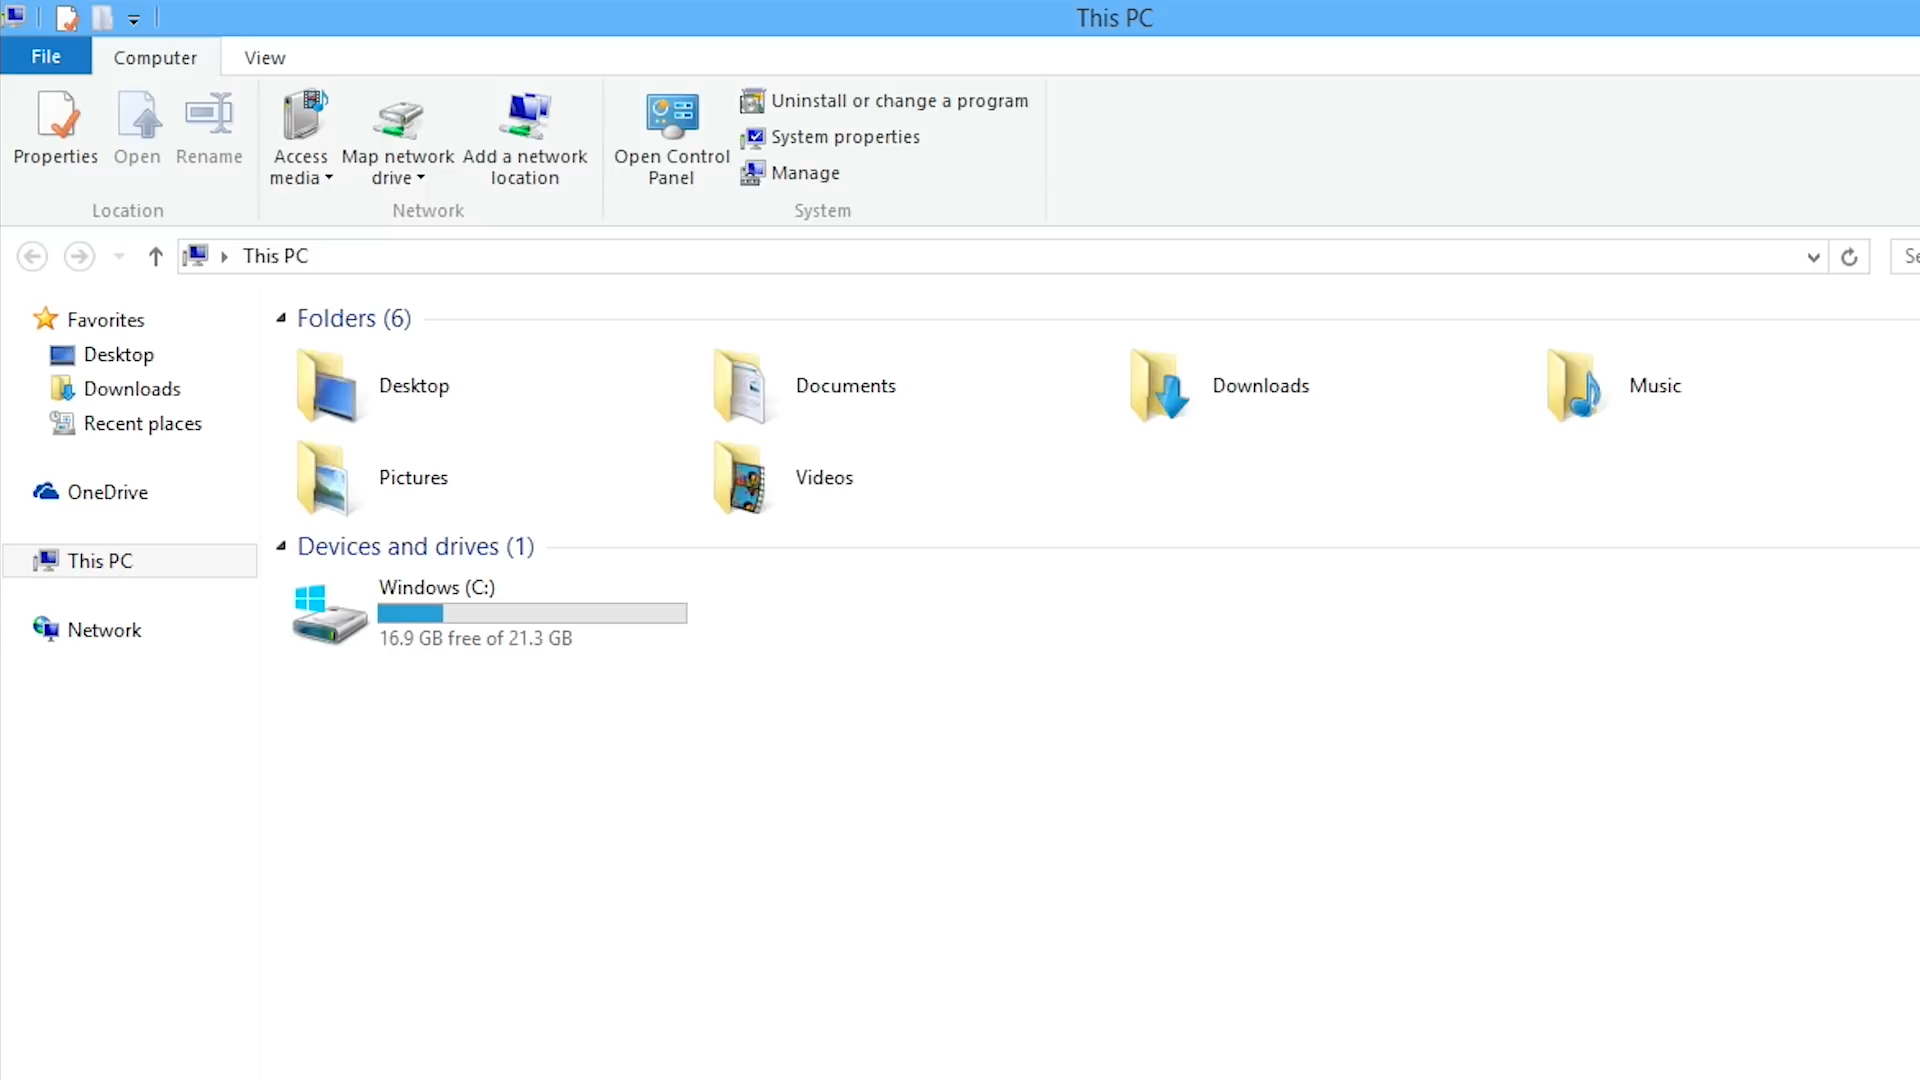 This PC
File
Computer
View
Properties
Open
Rename
Access media
Map network drive
Add a network location
Open Control Panel
Uninstall or change a program
System properties
Manage
Location
Network
System
This PC
Se
Favorites
Desktop
Downloads
Recent places
OneDrive
This PC
Network
Folders (6)
Desktop
Documents
Downloads
Music
Pictures
Videos
Devices and drives (1)
Windows (C:)
16.9 GB free of 21.3 GB